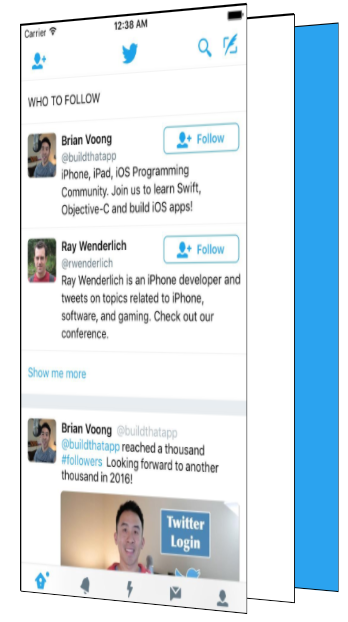 Carrier 12:38 AM
WHO TO FOLLOW
Brian Voong
Follow
@buildthatapp
iPhone, iPad, iOS Programming
Community. Join us to learn Swift,
Objective-C and build iOS apps!
Ray Wenderlich
Follow
@rwenderlich
Ray Wenderlich is an iPhone developer and
tweets on topics related to iPhone,
software, and gaming. Check out our
conference.
Show me more
Brian Voong @buildthatapp
@buildthatapp reached a thousand
#followers Looking forward to another
thousand in 2016!
Twitter
Login